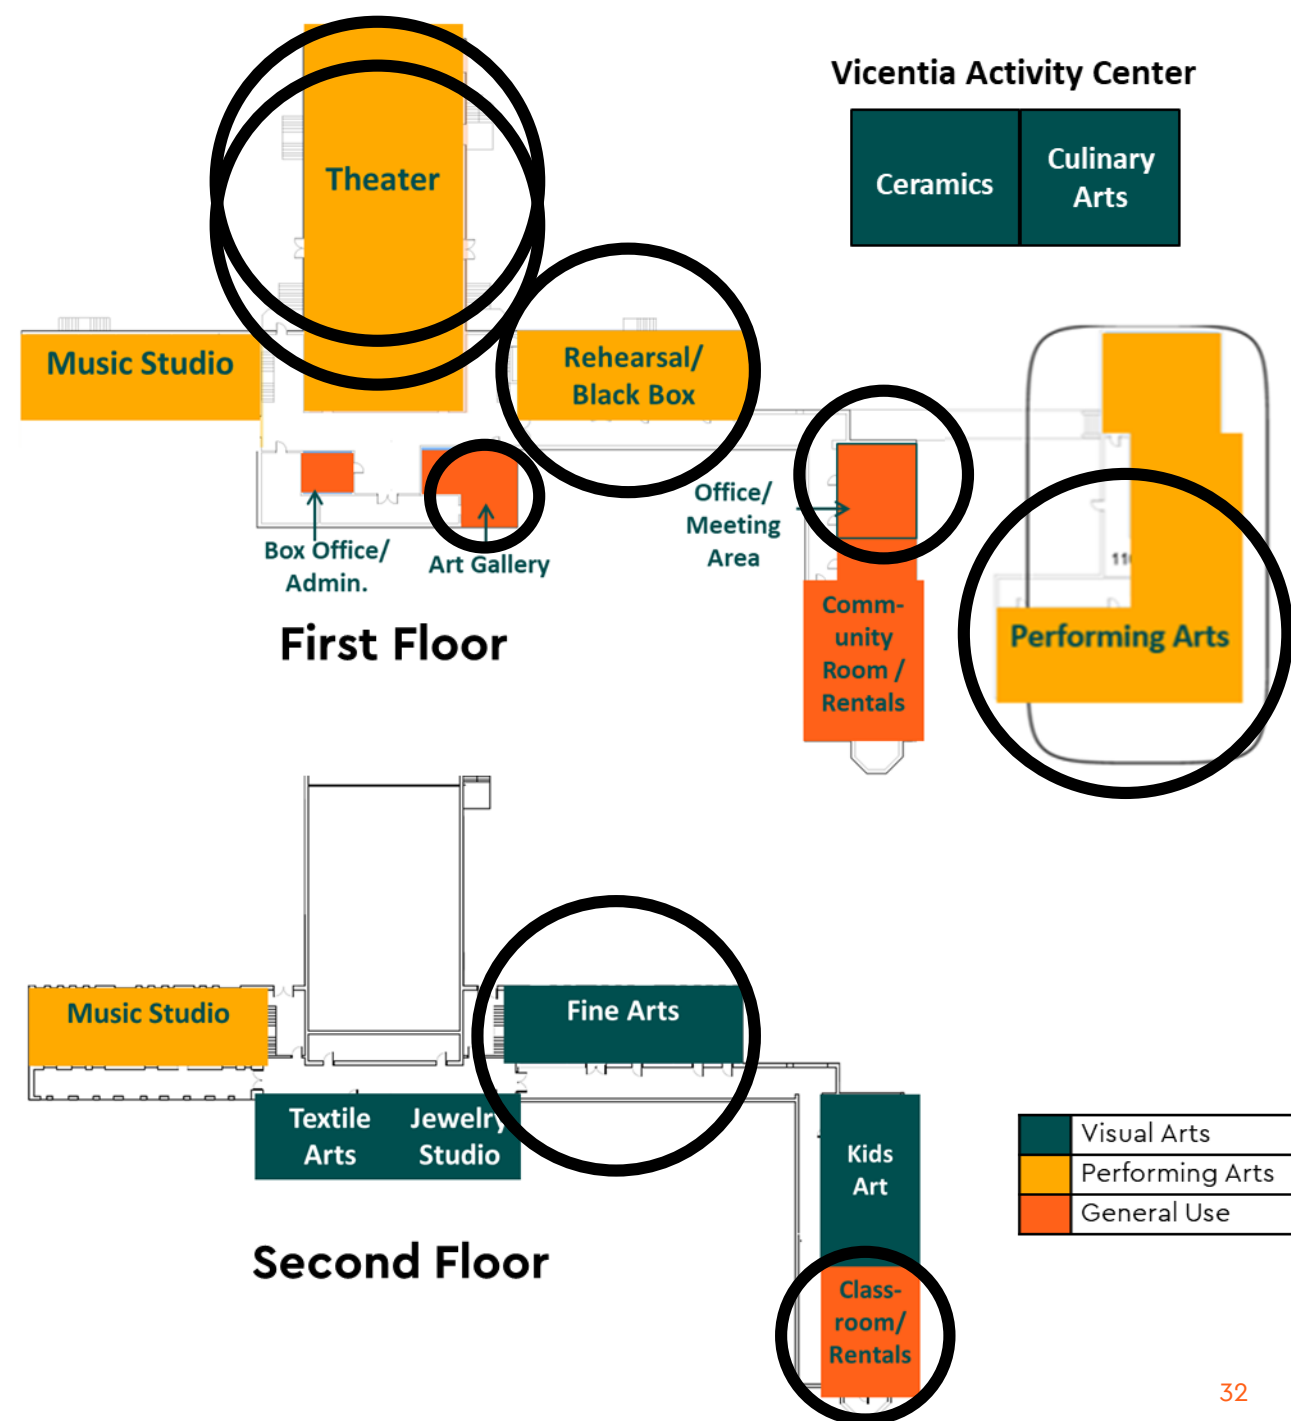 Vicentia Activity Center
Ceramics
Culinary
Arts
Theater
Music Studio
Rehearsal/
Black Box
Office/
Meeting
Area
Box Office/
Admin.
Art Gallery
Comm-
unity
Room /
Rentals
110
Performing Arts
First Floor
Music Studio
Fine Arts
Textile
Arts
Jewelry
Studio
Kids
Art
Class-
room/
Rentals
Second Floor
Visual Arts
Performing Arts
General Use
32